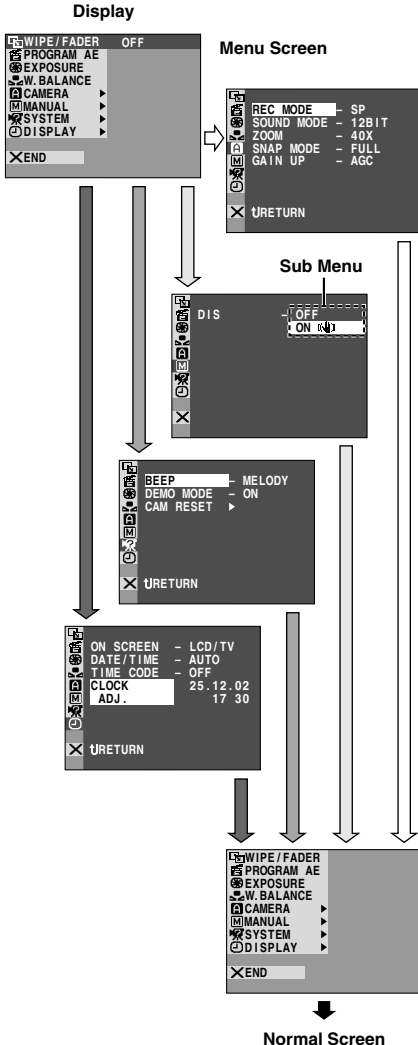 Display
WIPE/FADER OFF
PROGRAM AE
EXPOSURE
W. BALANCE
A CAMERA
M MANUAL
SYSTEM
DISPLAY
END
Menu Screen
REC MODE – SP
SOUND MODE – 12BIT
ZOOM – 40X
A SNAP MODE – FULL
M GAIN UP – AGC
RETURN
Sub Menu
DIS – OFF
ON
A
M
BEEP – MELODY
DEMO MODE – ON
CAM RESET
A
M
RETURN
ON SCREEN – LCD/TV
DATE/TIME – AUTO
TIME CODE – OFF
A CLOCK 25.12.02
M ADJ. 17 30
RETURN
WIPE/FADER
PROGRAM AE
EXPOSURE
W. BALANCE
A CAMERA
M MANUAL
SYSTEM
DISPLAY
END
Normal Screen